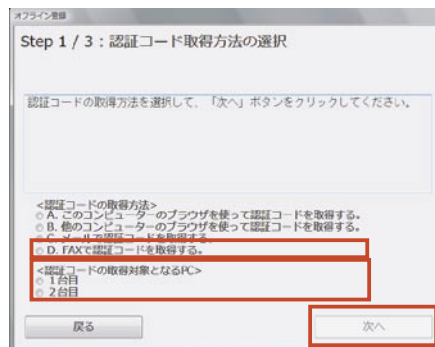 オフライン登録
Step 1 / 3：認証コード取得方法の選択
認証コードの取得方法を選択して、「次へ」ボタンをクリックしてください。
<認証コードの取得方法>
A. このコンピューターのブラウザを使って認証コードを取得する。
B. 他のコンピューターのブラウザを使って認証コードを取得する。
C. メールで認証コードを取得する。
D. FAXで認証コードを取得する。
<認証コードの取得対象となるPC>
1台目
2台目
戻る
次へ